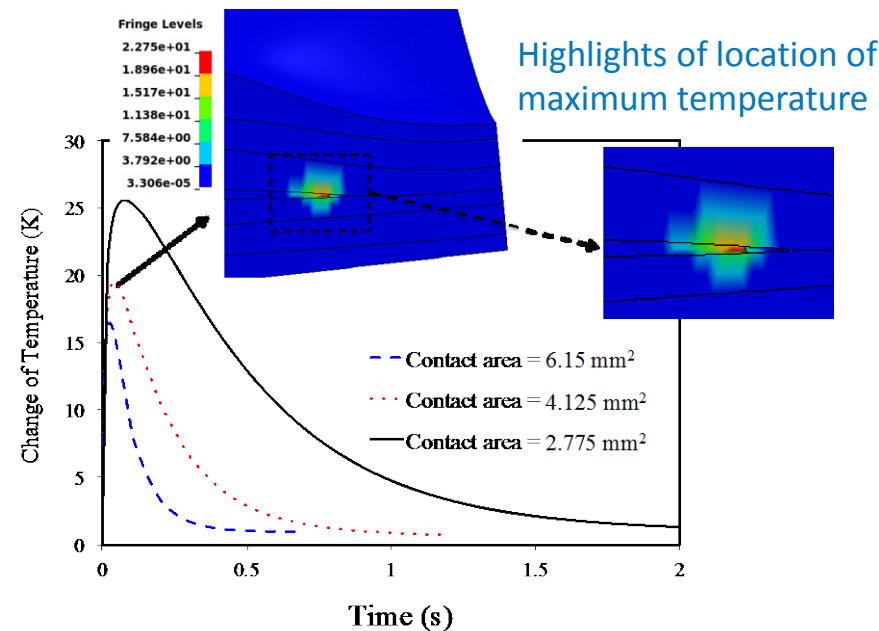 Fringe Levels
2.275e+01
1.896e+01
1.517e+01
1.138e+01
7.584e+00
3.792e+00
3.306e-05
Highlights of location of
maximum temperature
Change of Temperature (K)
30
25
20
15
10
5
0
Contact area = 6.15 mm²
Contact area = 4.125 mm²
Contact area = 2.775 mm²
0
0.5
1
1.5
2
Time (s)